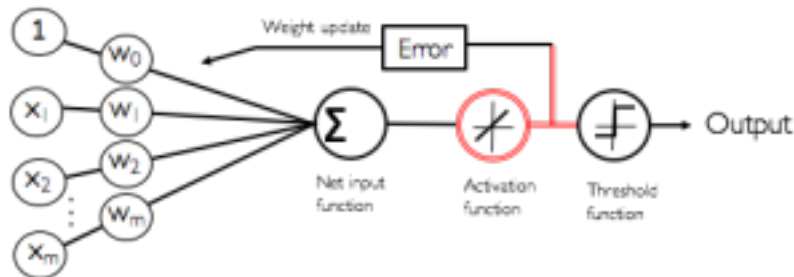 1
w₀
Weight update
Error
x₁
w₁
Σ
Output
x₂
w₂
⋮
wₘ
xₘ
Net input
function
Activation
function
Threshold
function